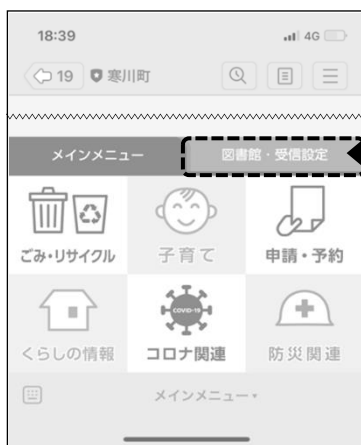 18:39
4G
19 寒川町
メインメニュー
図書館・受信設定
ごみ・リサイクル
子育て
申請・予約
COVID-19
くらしの情報
コロナ関連
防災関連
メインメニュー▾